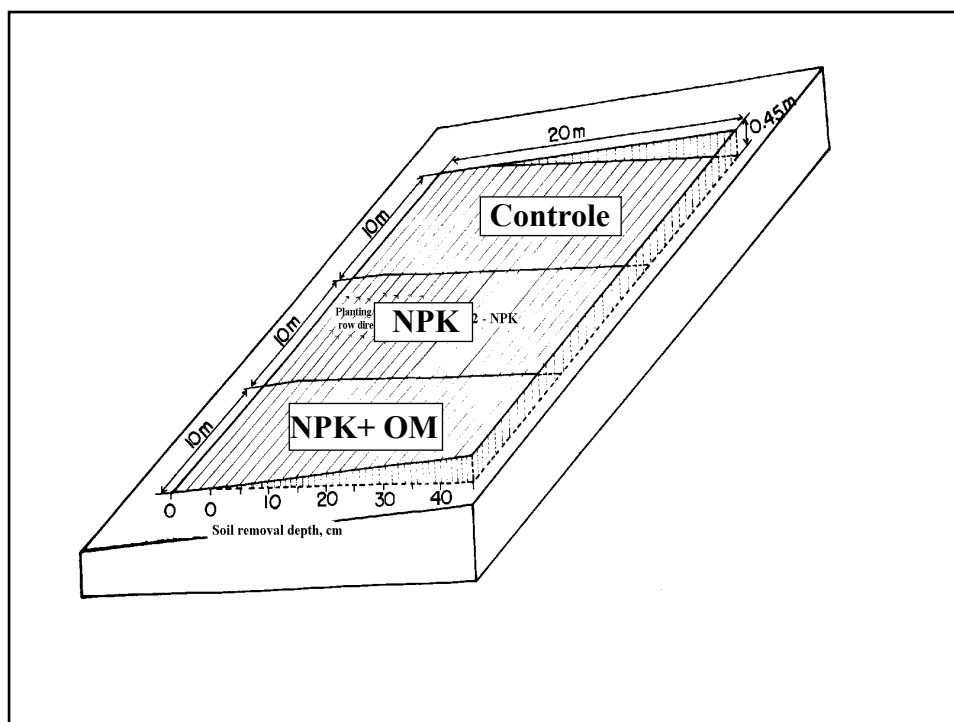 20m
0.45m
Controle
10m
Planting
row dire
NPK
2 - NPK
10m
NPK+ OM
10m
0 0 10 20 30 40
Soil removal depth, cm